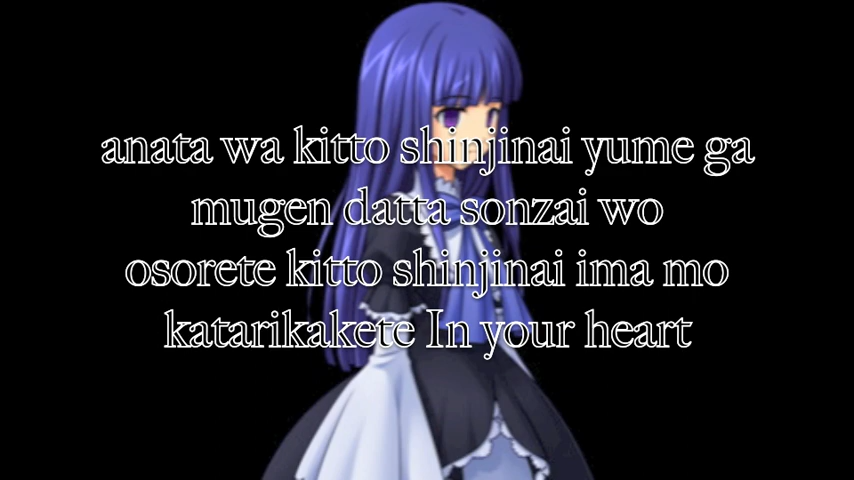 anata wa kitto shinjinai yume ga
mugen datta sonzai wo
osorete kitto shinjinai ima mo
katarikakete In your heart